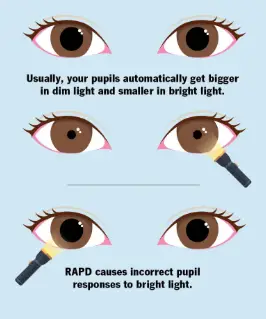 Usually, your pupils automatically get bigger
in dim light and smaller in bright light.
RAPD causes incorrect pupil
responses to bright light.